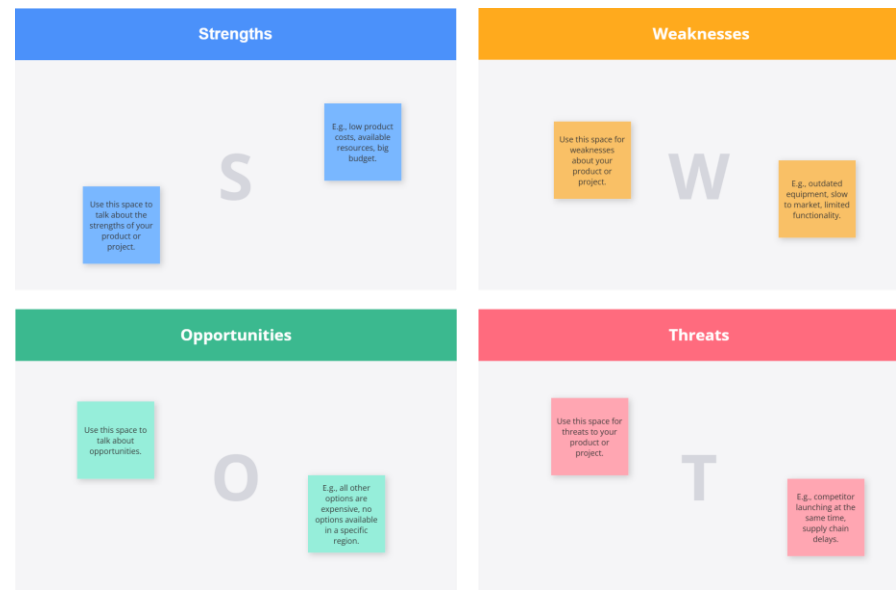 Strengths
S
Use this space to
talk about the
strengths of your
product or
project.
E.g., low product
costs, available
resources, big
budget.
Weaknesses
Use this space for
weaknesses
about your
product or
project.
W
E.g., outdated
equipment, slow
to market, limited
functionality.
Opportunities
Use this space to
talk about
opportunities.
O
E.g., all other
options are
expensive, no
options available
in a specific
region.
Threats
Use this space for
threats to your
product or
project.
T
E.g., competitor
launching at the
same time,
supply chain
delays.